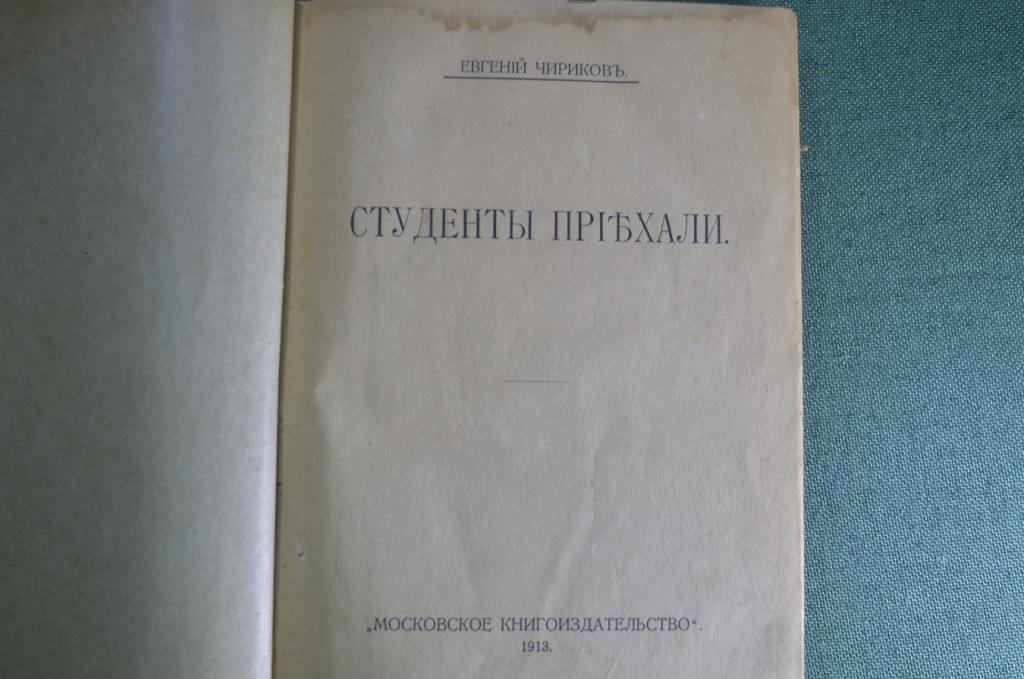 ЕВГЕНІЙ ЧИРИКОВЪ.
СТУДЕНТЫ ПРІѢХАЛИ.
„МОСКОВСКОЕ КНИГОИЗДАТЕЛЬСТВО“.
1913.